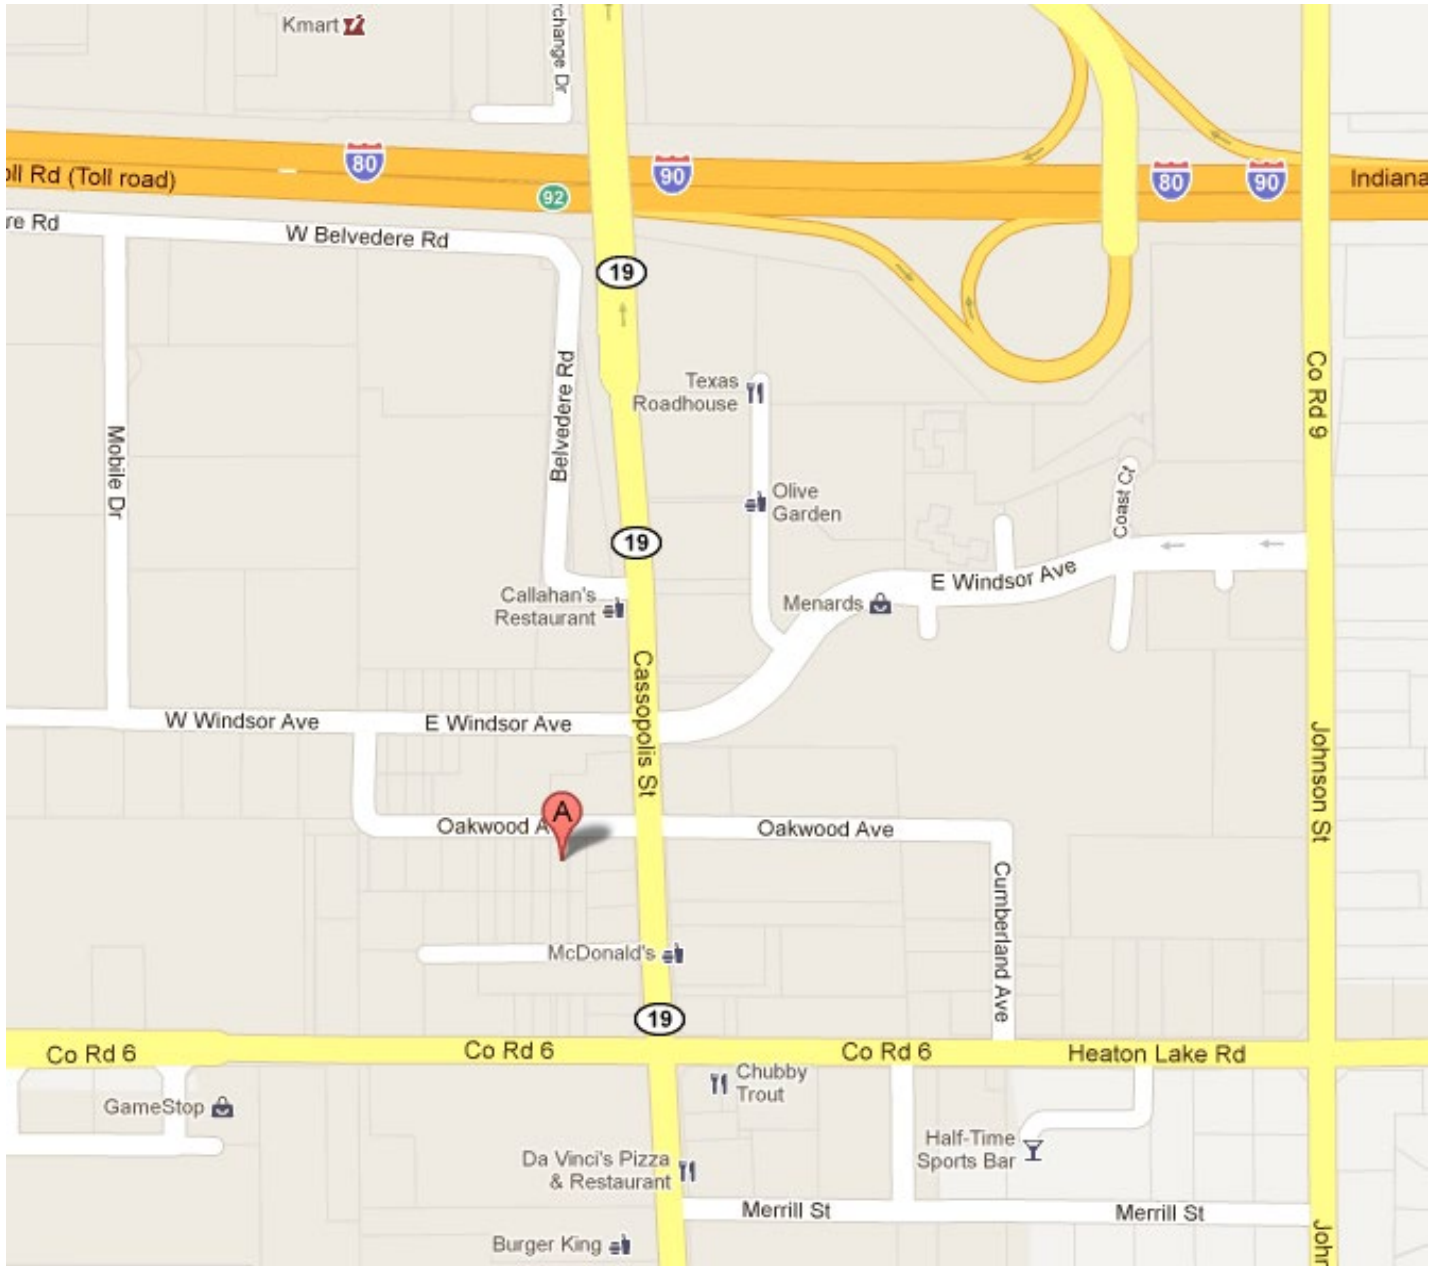 Kmart
rchange Dr
80
90
80
90
Indiana
oll Rd (Toll road)
92
re Rd
W Belvedere Rd
19
Co Rd 9
Belvedere Rd
Texas
Roadhouse
Mobile Dr
Olive
Garden
Coast Ct
19
E Windsor Ave
Callahan's
Restaurant
Menards
Cassopolis St
W Windsor Ave
E Windsor Ave
Johnson St
A
Oakwood A
Oakwood Ave
Cumberland Ave
McDonald's
19
Co Rd 6
Co Rd 6
Co Rd 6
Heaton Lake Rd
Chubby
Trout
GameStop
Half-Time
Sports Bar
Da Vinci's Pizza
& Restaurant
Merrill St
Merrill St
Burger King
John